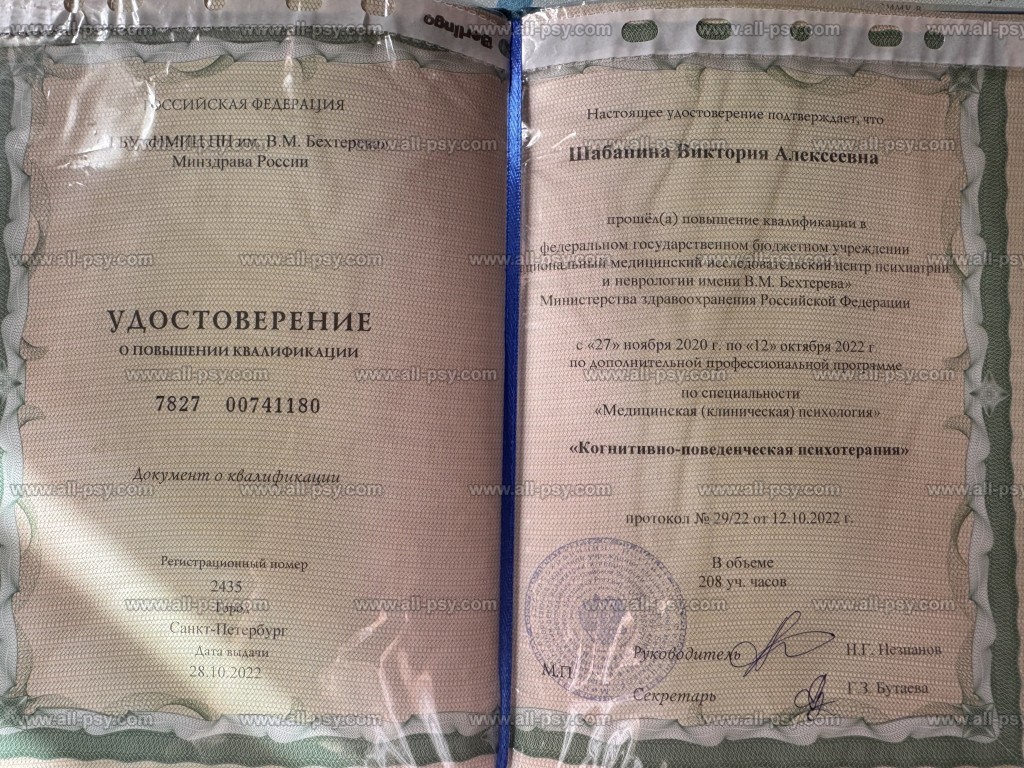 Berlingo
РОССИЙСКАЯ ФЕДЕРАЦИЯ
им. В.М. Бехтерева»
Минздрава России
УДОСТОВЕРЕНИЕ
О ПОВЫШЕНИИ КВАЛИФИКАЦИИ
7827 00741180
Документ о квалификации
Регистрационный номер
2435
Город
Санкт-Петербург
Дата выдачи
28.10.2022
Настоящее удостоверение подтверждает, что
Шабанина Виктория Алексеевна
прошёл(а) повышение квалификации в
федеральном государственном бюджетном учреждении
медицинский исследовательский центр психиатрии
и неврологии имени В.М. Бехтерева»
Министерства здравоохранения Российской Федерации
с «27» ноября 2020 г. по «12» октября 2022 г
по дополнительной профессиональной программе
по специальности
«Медицинская (клиническая) психология»
«Когнитивно-поведенческая психотерапия»
протокол № 29/22 от 12.10.2022 г.
В объеме
208 уч. часов
Руководитель
Н.Г. Незнанов
М.П
Секретарь
Г.З. Бутаева
www.all-psy.com